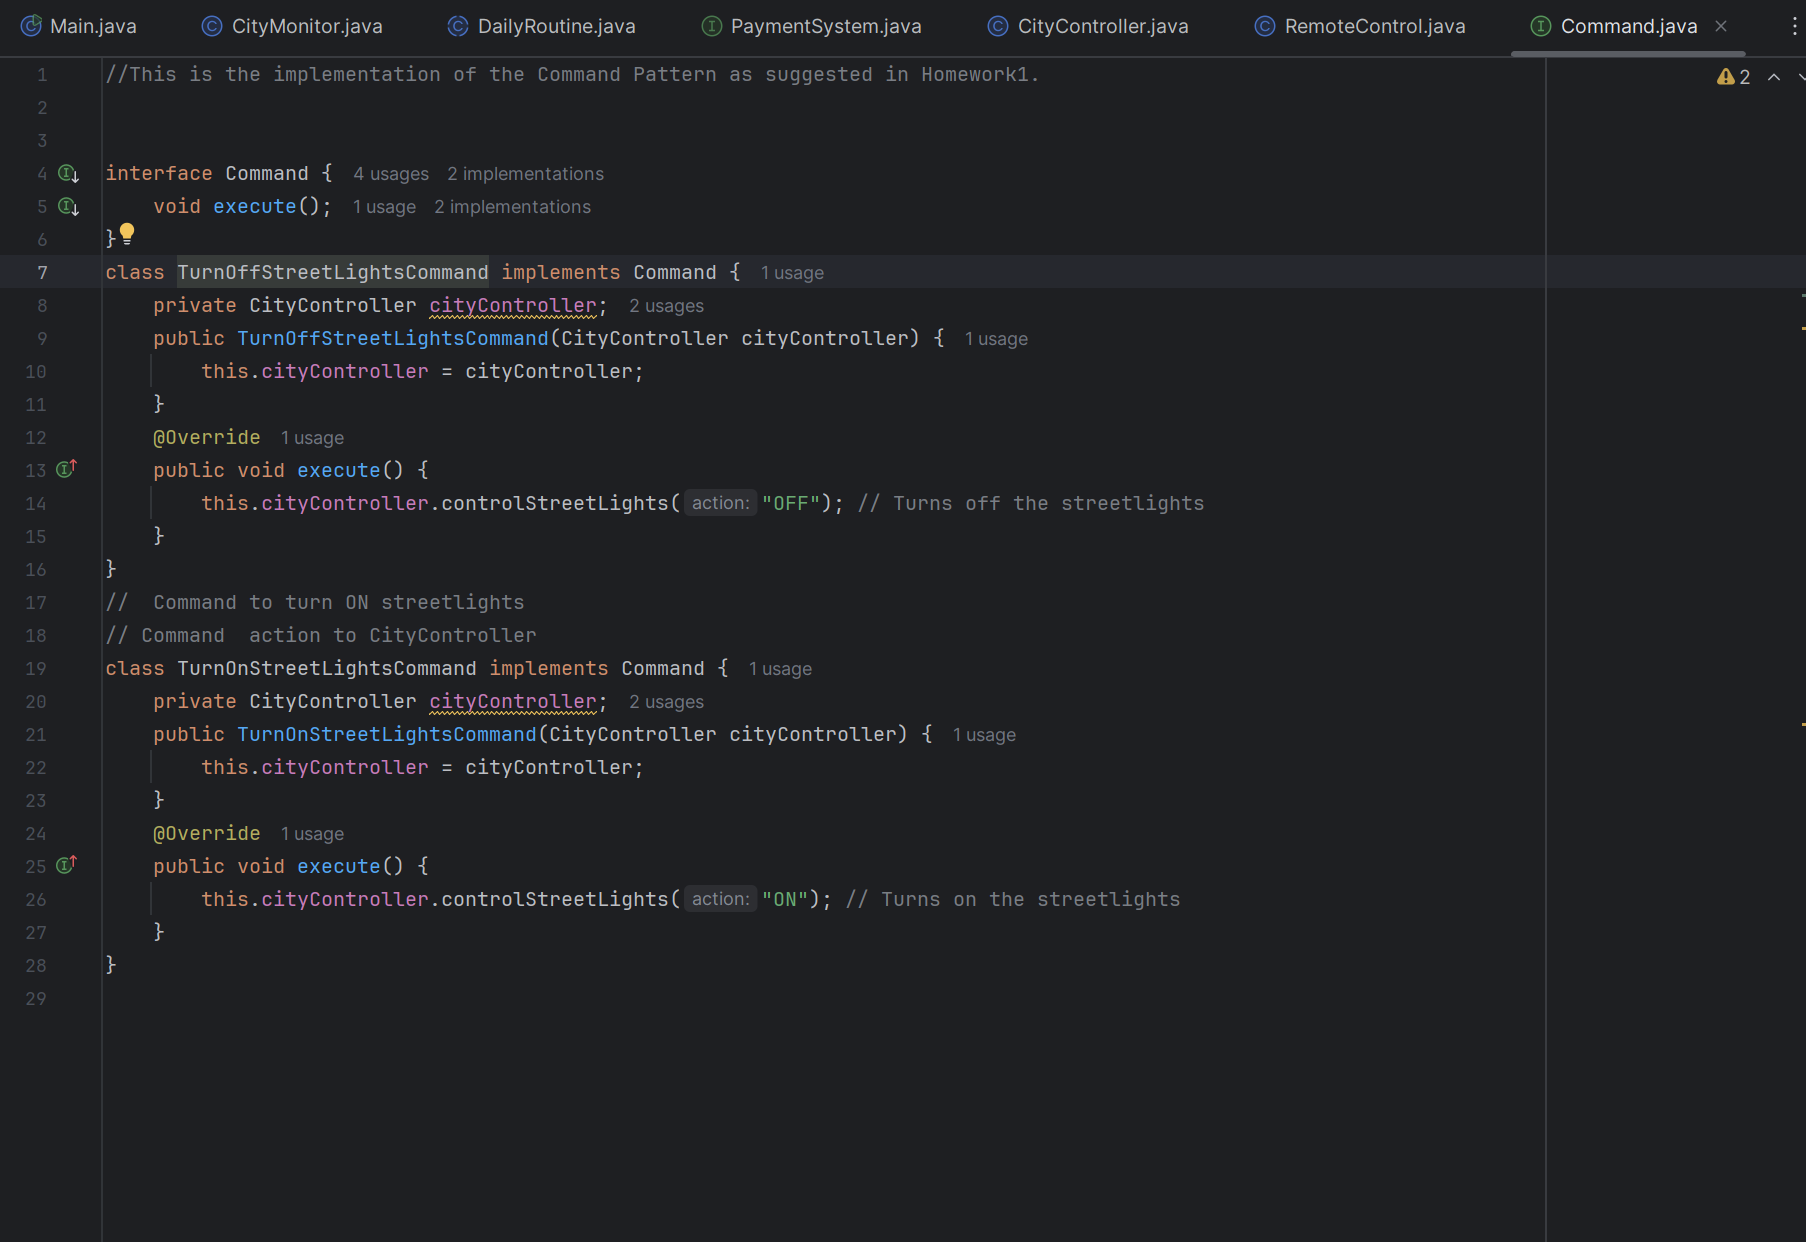 Main.java CityMonitor.java DailyRoutine.java PaymentSystem.java CityController.java RemoteControl.java Command.java
1 //This is the implementation of the Command Pattern as suggested in Homework1. 2
2
3
4 interface Command { 4 usages 2 implementations
5 void execute(); 1 usage 2 implementations
6 }
7 class TurnOffStreetLightsCommand implements Command { 1 usage
8 private CityController cityController; 2 usages
9 public TurnOffStreetLightsCommand(CityController cityController) { 1 usage
10 this.cityController = cityController;
11 }
12 @Override 1 usage
13 public void execute() {
14 this.cityController.controlStreetLights( action: "OFF"); // Turns off the streetlights
15 }
16 }
17 //  Command to turn ON streetlights
18 // Command  action to CityController
19 class TurnOnStreetLightsCommand implements Command { 1 usage
20 private CityController cityController; 2 usages
21 public TurnOnStreetLightsCommand(CityController cityController) { 1 usage
22 this.cityController = cityController;
23 }
24 @Override 1 usage
25 public void execute() {
26 this.cityController.controlStreetLights( action: "ON"); // Turns on the streetlights
27 }
28 }
29